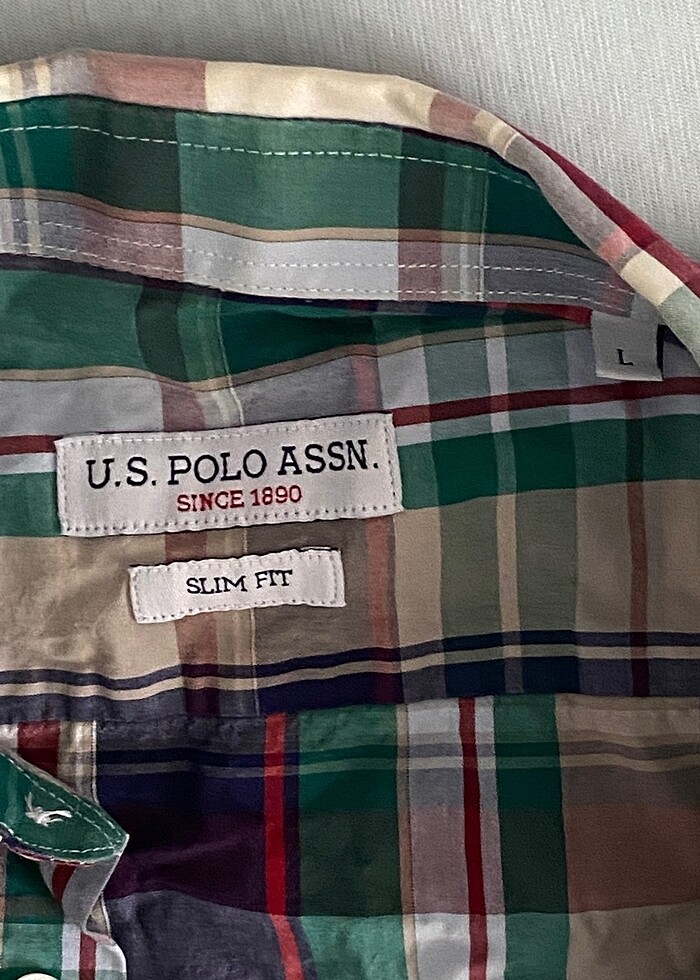 L
U.S. POLO ASSN.
SINCE 1890
SLIM FIT